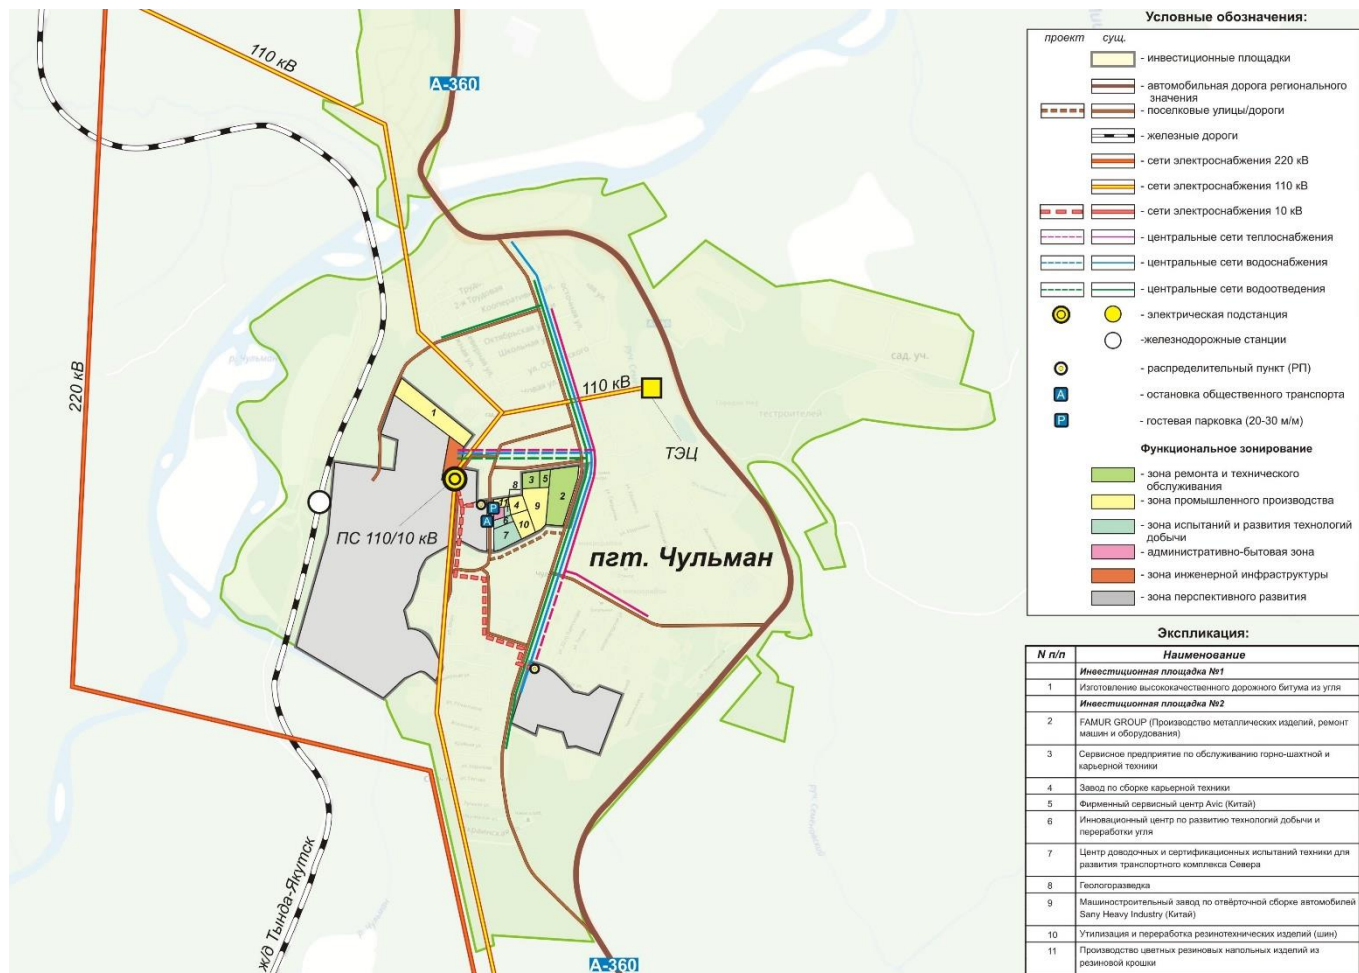 110 кВ
А-360
220 кВ
110 кВ
ТЭЦ
ПС 110/10 кВ
пгт. Чульман
сад. уч.
1
2
3
5
8
4
9
10
6
7
11
Р
А
ж/д Тында-Якутск
А-360
Условные обозначения:
проект сущ.
- инвестиционные площадки
- автомобильная дорога регионального
значения
- поселковые улицы/дороги
- железные дороги
- сети электроснабжения 220 кВ
- сети электроснабжения 110 кВ
- сети электроснабжения 10 кВ
- центральные сети теплоснабжения
- центральные сети водоснабжения
- центральные сети водоотведения
- электрическая подстанция
-железнодорожные станции
- распределительный пункт (РП)
А - остановка общественного транспорта
Р - гостевая парковка (20-30 м/м)
Функциональное зонирование
- зона ремонта и технического
обслуживания
- зона промышленного производства
- зона испытаний и развития технологий
добычи
- административно-бытовая зона
- зона инженерной инфраструктуры
- зона перспективного развития
Экспликация:
N п/п Наименование
Инвестиционная площадка №1
1 Изготовление высококачественного дорожного битума из угля
Инвестиционная площадка №2
2 FAMUR GROUP (Производство металлических изделий, ремонт
машин и оборудования)
3 Сервисное предприятие по обслуживанию горно-шахтной и
карьерной техники
4 Завод по сборке карьерной техники
5 Фирменный сервисный центр Avic (Китай)
6 Инновационный центр по развитию технологий добычи и
переработки угля
7 Центр доводочных и сертификационных испытаний техники для
развития транспортного комплекса Севера
8 Геологоразведка
9 Машиностроительный завод по отвёрточной сборке автомобилей
Sany Heavy Industry (Китай)
10 Утилизация и переработка резинотехнических изделий (шин)
11 Производство цветных резиновых напольных изделий из
резиновой крошки